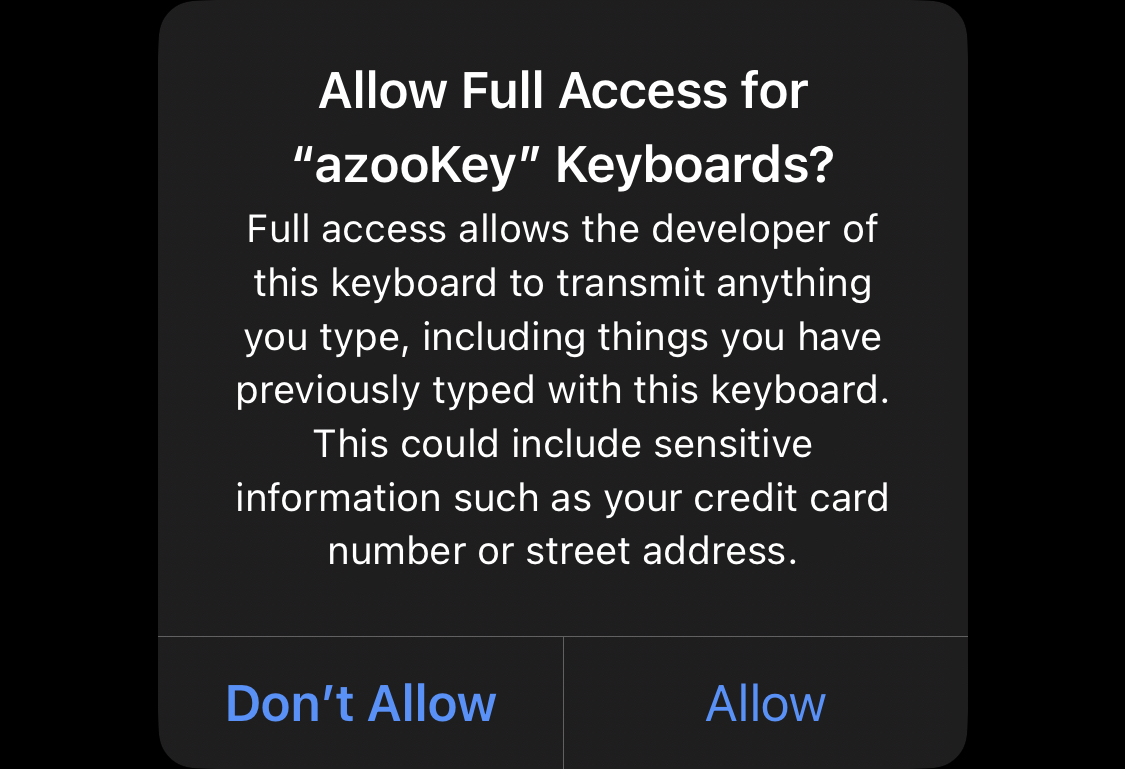 Allow Full Access for
“azooKey” Keyboards?
Full access allows the developer of
this keyboard to transmit anything
you type, including things you have
previously typed with this keyboard.
This could include sensitive
information such as your credit card
number or street address.
Don’t Allow
Allow